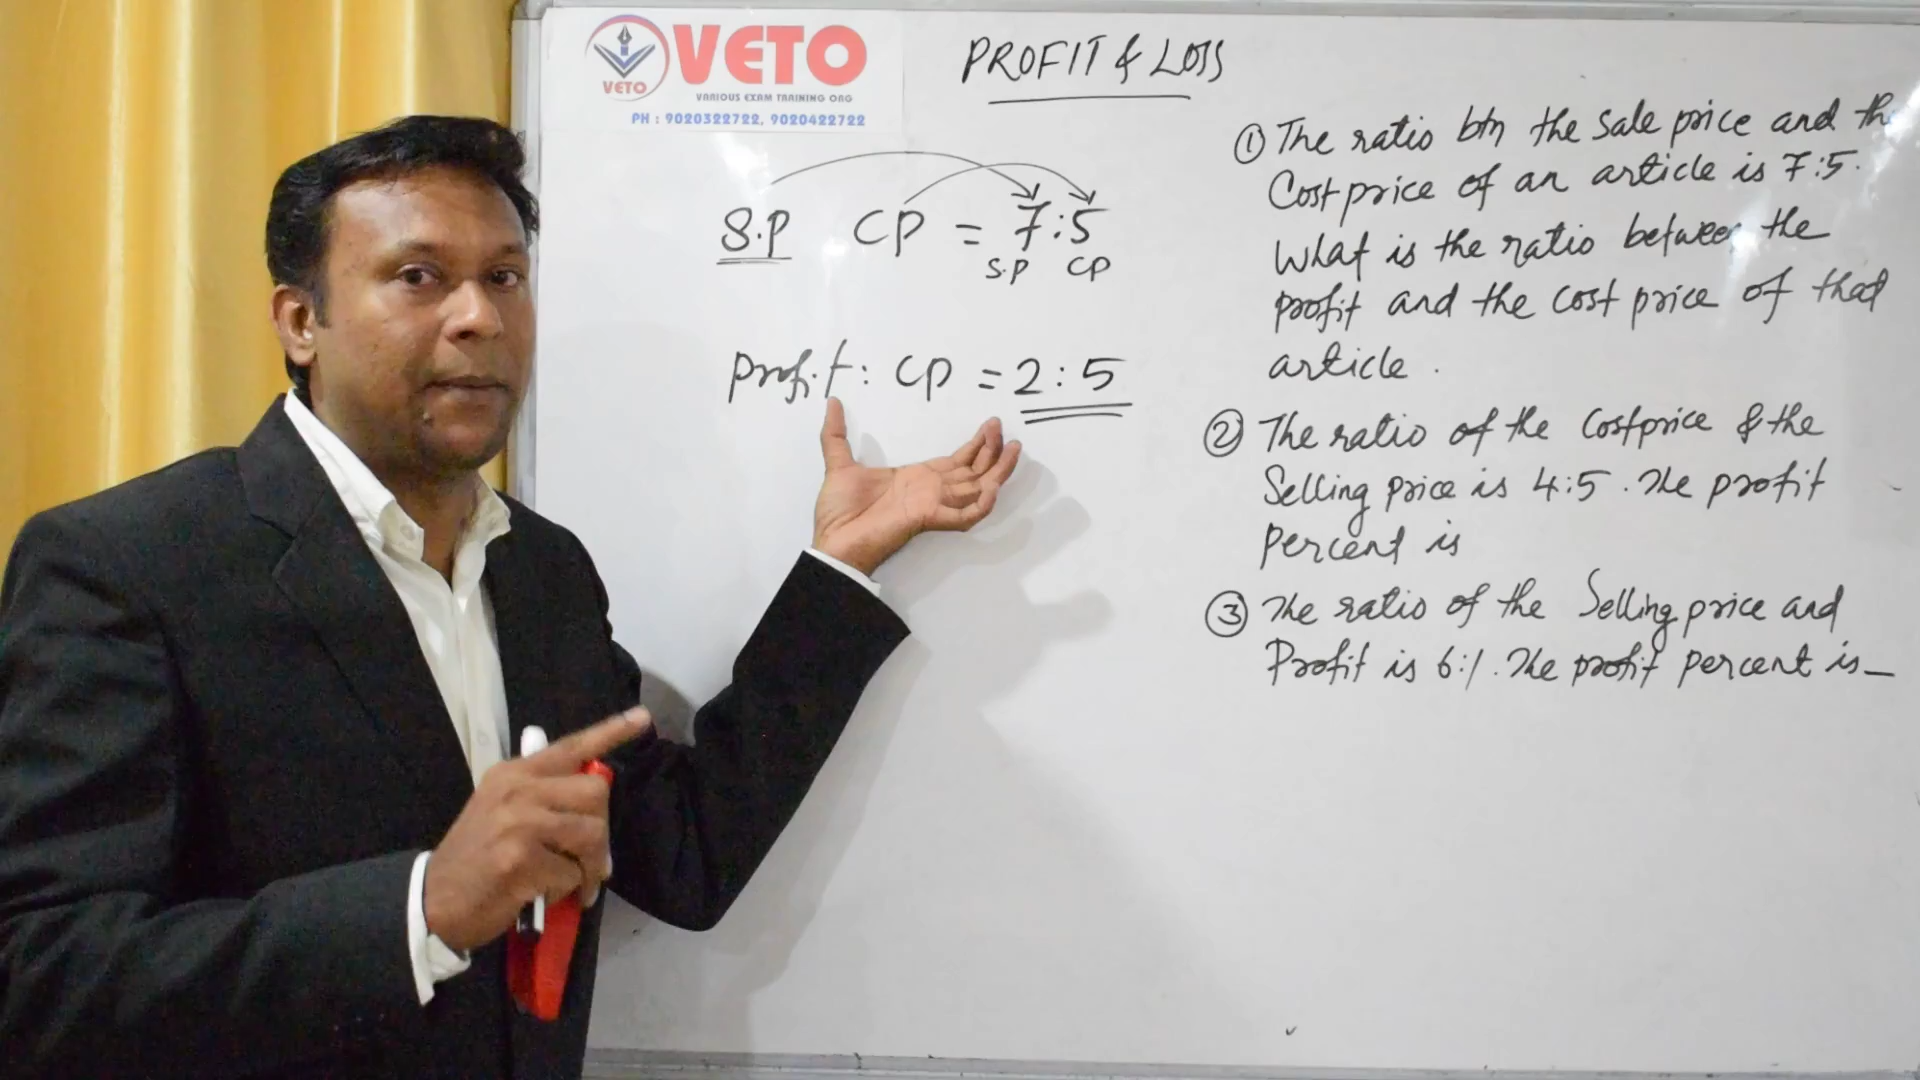 VETO
VETO
VARIOUS EXAM TRAINING ORG
PH : 9020322722, 9020422722
PROFIT & LOSS
S.P CP = 7:5
S.P CP
Profit : CP = 2 : 5
① The ratio btn the sale price and th
Cost price of an article is 7:5.
What is the ratio between the
profit and the cost price of that
article.
② The ratio of the Cost price & the
Selling price is 4:5. The profit
Percent is
③ The ratio of the Selling price and
Profit is 6:1. The profit percent is _